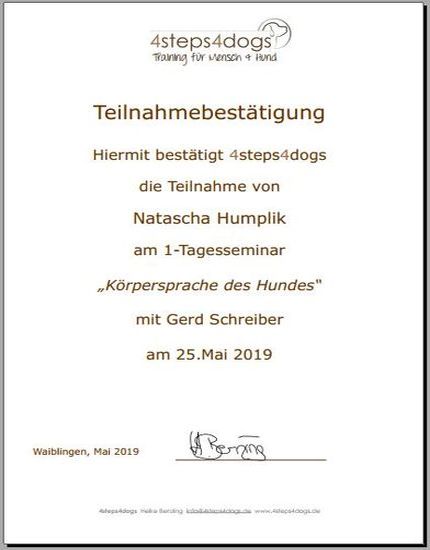 4steps4dogs
Training für Mensch & Hund
Teilnahmebestätigung
Hiermit bestätigt 4steps4dogs
die Teilnahme von
Natascha Humplik
am 1-Tagesseminar
„Körpersprache des Hundes“
mit Gerd Schreiber
am 25.Mai 2019
Waiblingen, Mai 2019
4steps4dogs Heike Benzing info@4steps4dogs.de www.4steps4dogs.de